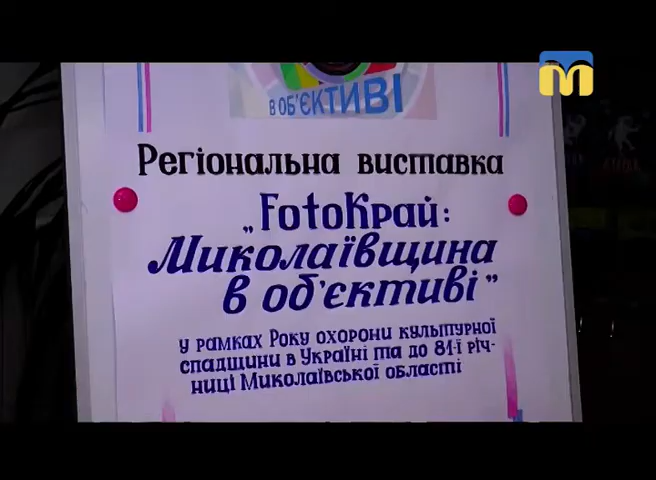 В ОБ'ЄКТИВІ
Регіональна виставка
„FотоКрай:
Миколаївщина
в об'єктиві”
у рамках Року охорони культурної
спадщини в Україні та до 81-ї річ-
ниці Миколаївської області